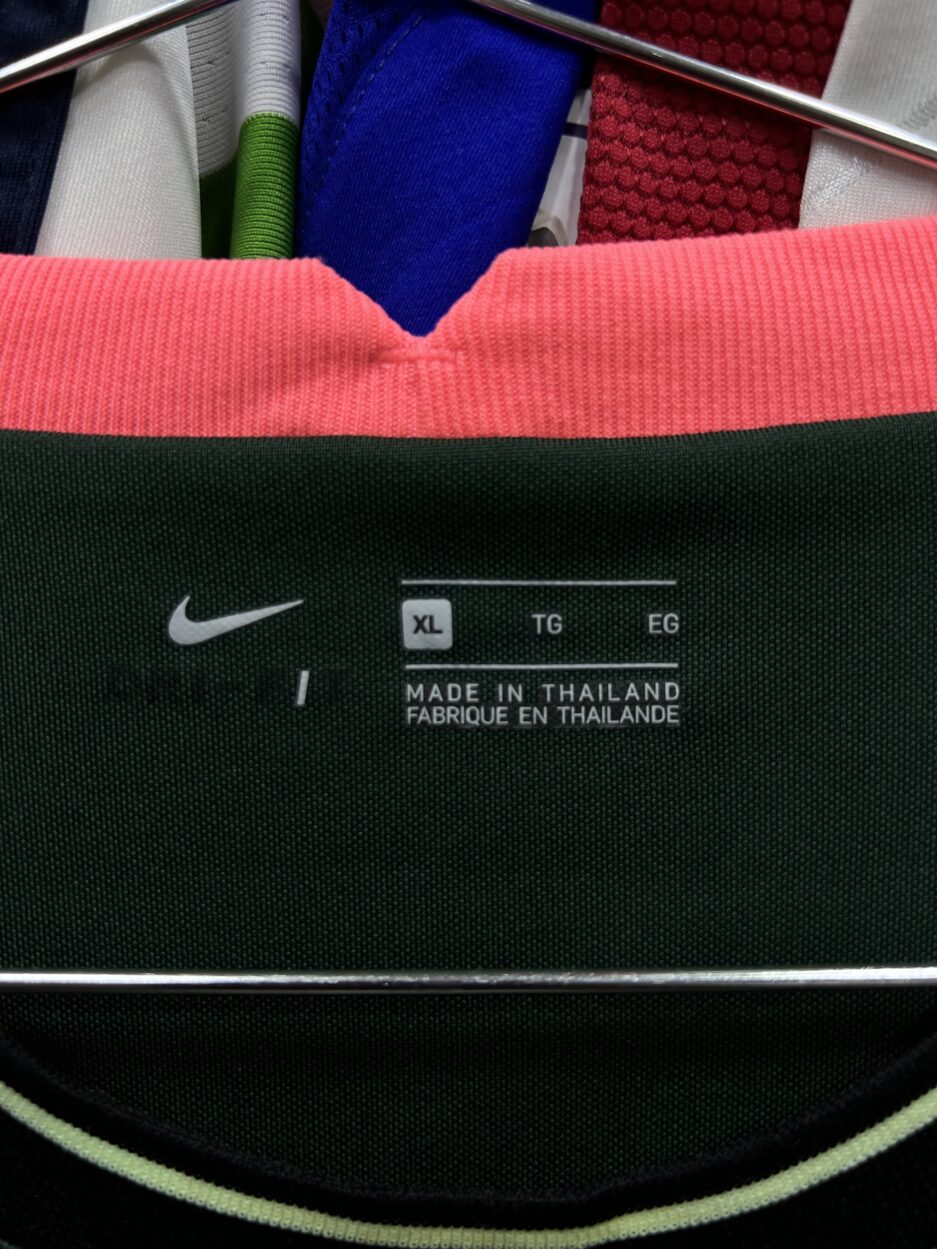 XL TG EG
MADE IN THAILAND
FABRIQUE EN THAILANDE